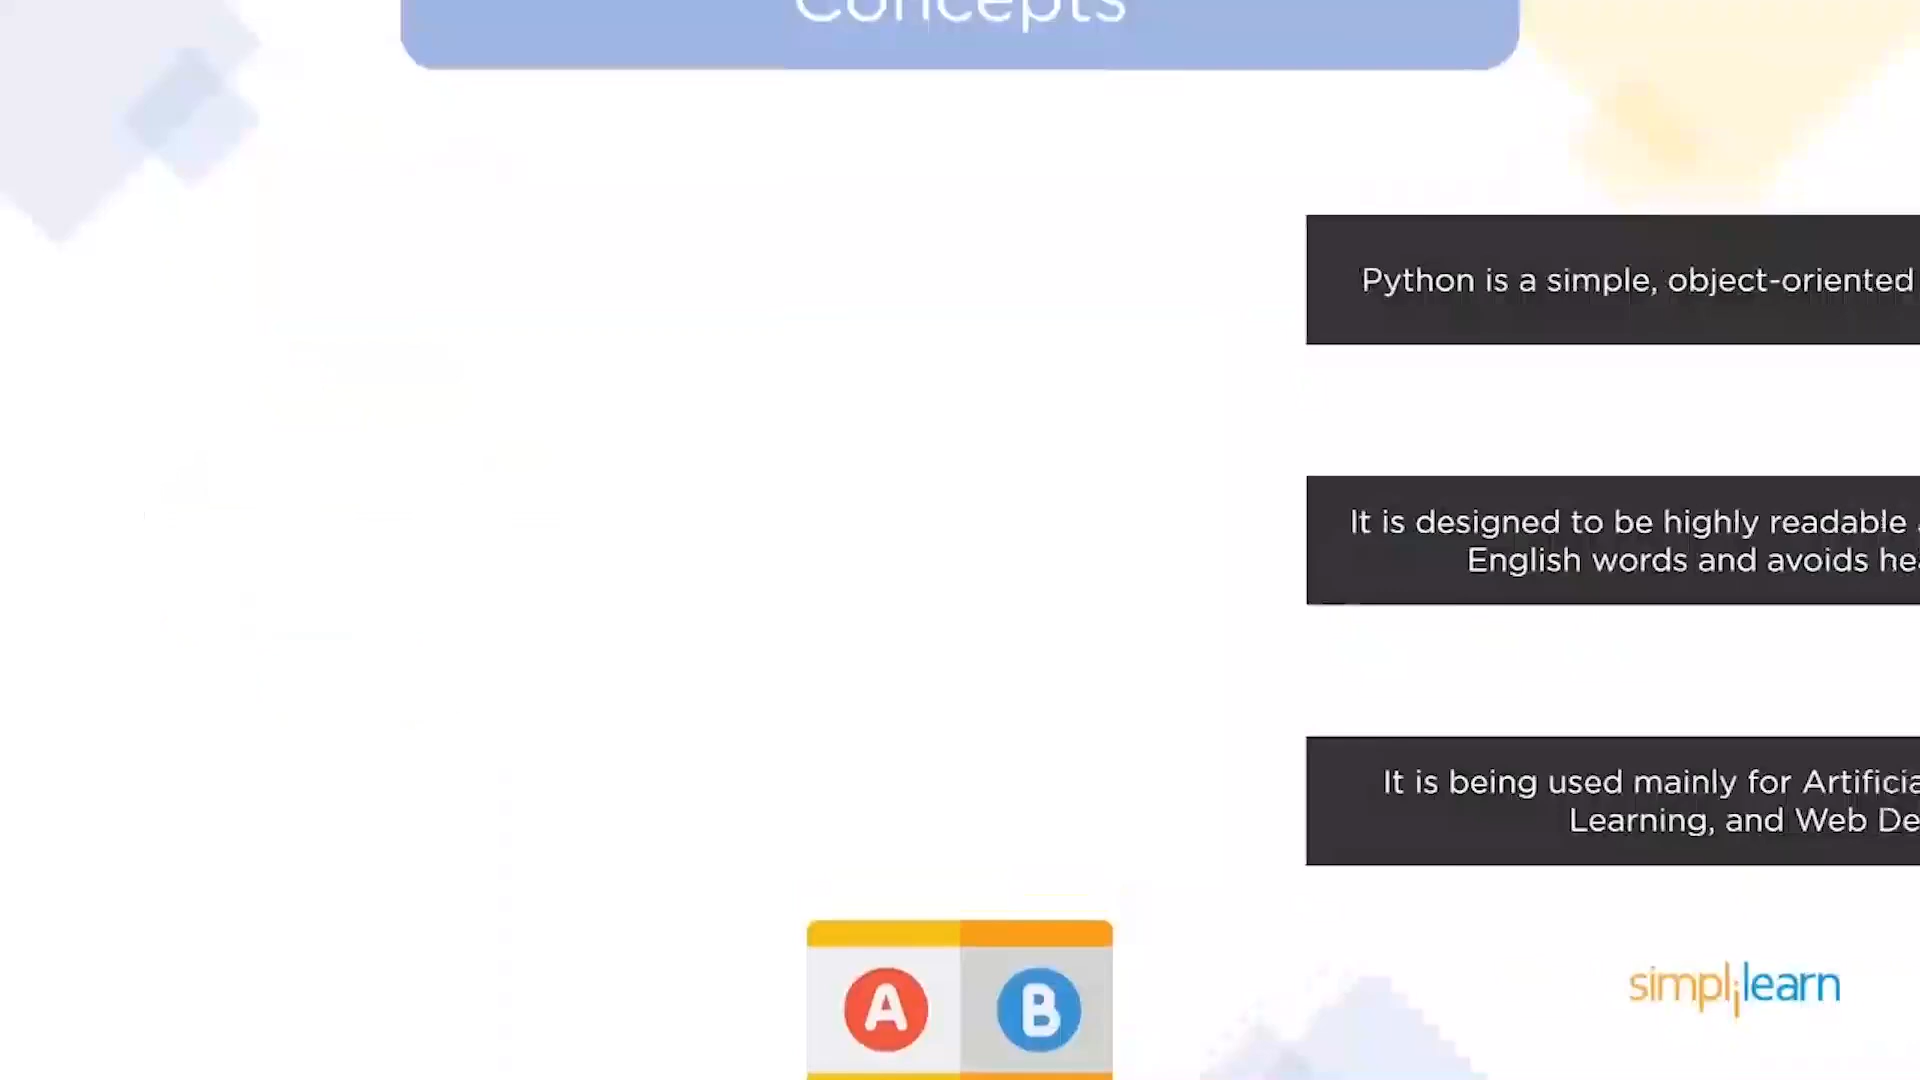 Concepts
Python is a simple, object-oriented
It is designed to be highly readable
English words and avoids
It is being used mainly for
Learning, and Web
A B
simplilearn